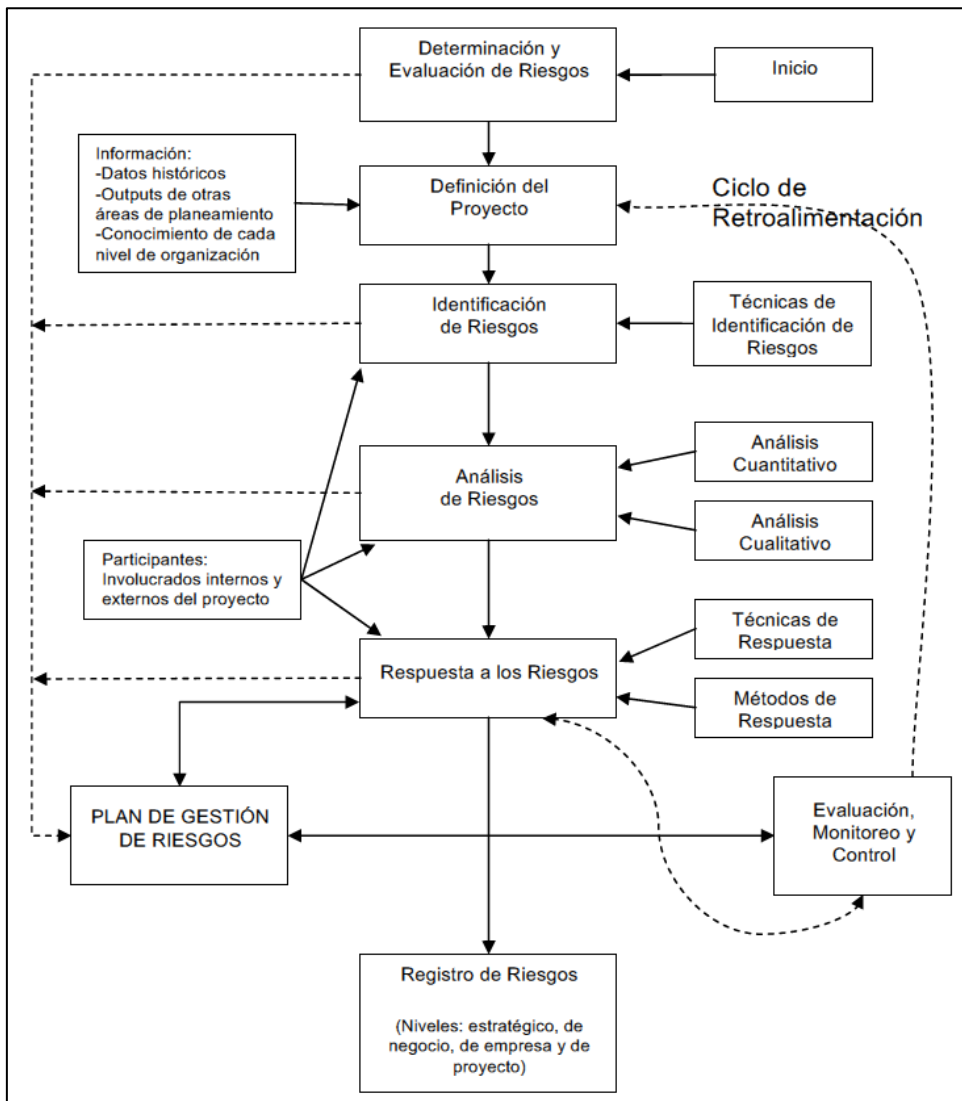 Determinación y
Evaluación de Riesgos
Inicio
Información:
-Datos históricos
-Outputs de otras
áreas de planeamiento
-Conocimiento de cada
nivel de organización
Definición del
Proyecto
Ciclo de
Retroalimentación
Identificación
de Riesgos
Técnicas de
Identificación de
Riesgos
Análisis
de Riesgos
Análisis
Cuantitativo
Análisis
Cualitativo
Participantes:
Involucrados internos y
externos del proyecto
Respuesta a los Riesgos
Técnicas de
Respuesta
Métodos de
Respuesta
PLAN DE GESTIÓN
DE RIESGOS
Evaluación,
Monitoreo y
Control
Registro de Riesgos
(Niveles: estratégico, de
negocio, de empresa y de
proyecto)